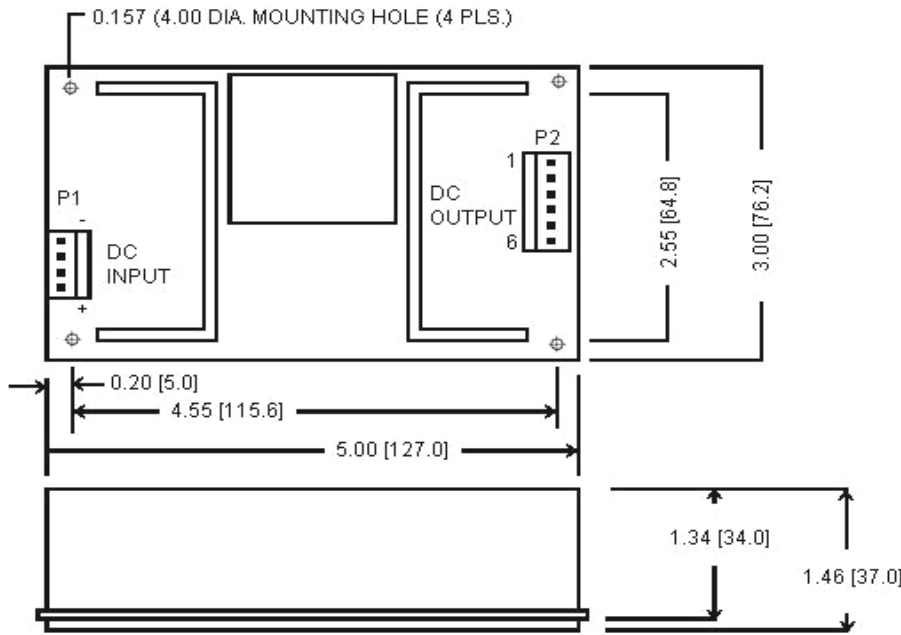 0.157 (4.00 DIA. MOUNTING HOLE (4 PLS.)
P2
1
DC
OUTPUT
6
P1
-
DC
INPUT
+
2.55 [64.8]
3.00 [76.2]
0.20 [5.0]
4.55 [115.6]
5.00 [127.0]
1.34 [34.0]
1.46 [37.0]